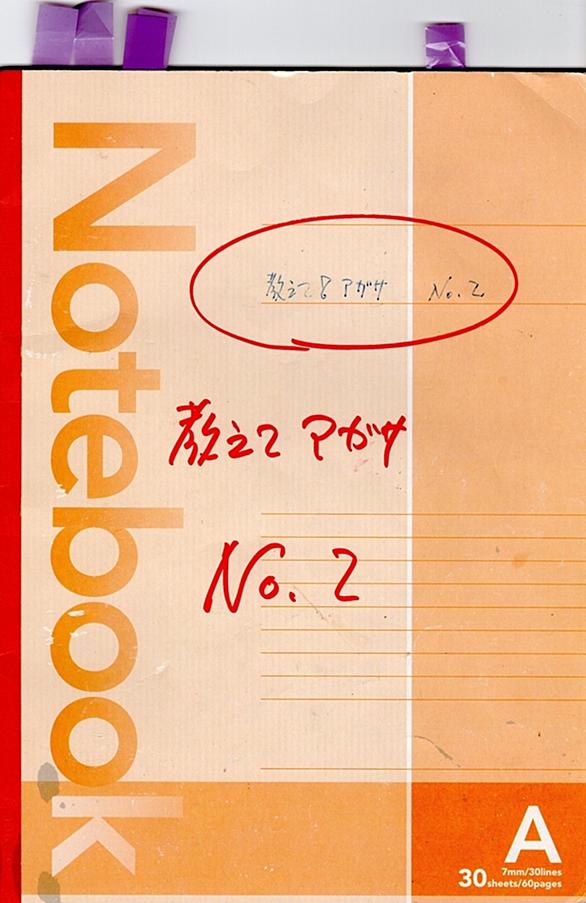 Notebook
教えて アガサ No.2
教えて アガサ
No.2
A
7mm/30lines
30sheets/60pages